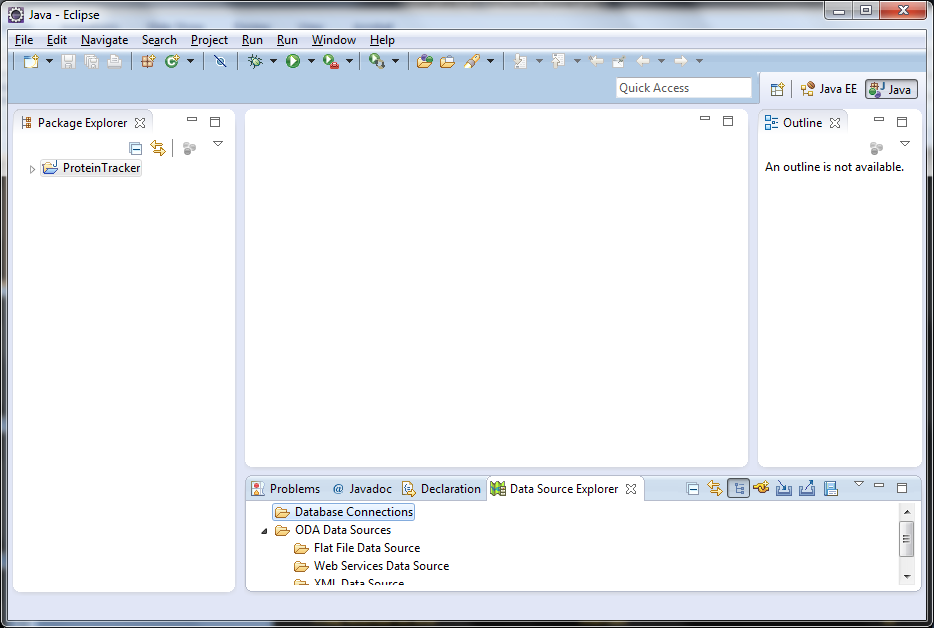 Java - Eclipse
File Edit Navigate Search Project Run Run Window Help
Quick Access
Java EE
Java
Package Explorer
ProteinTracker
Outline
An outline is not available.
Problems @ Javadoc Declaration Data Source Explorer
Database Connections
ODA Data Sources
Flat File Data Source
Web Services Data Source
XML Data Source